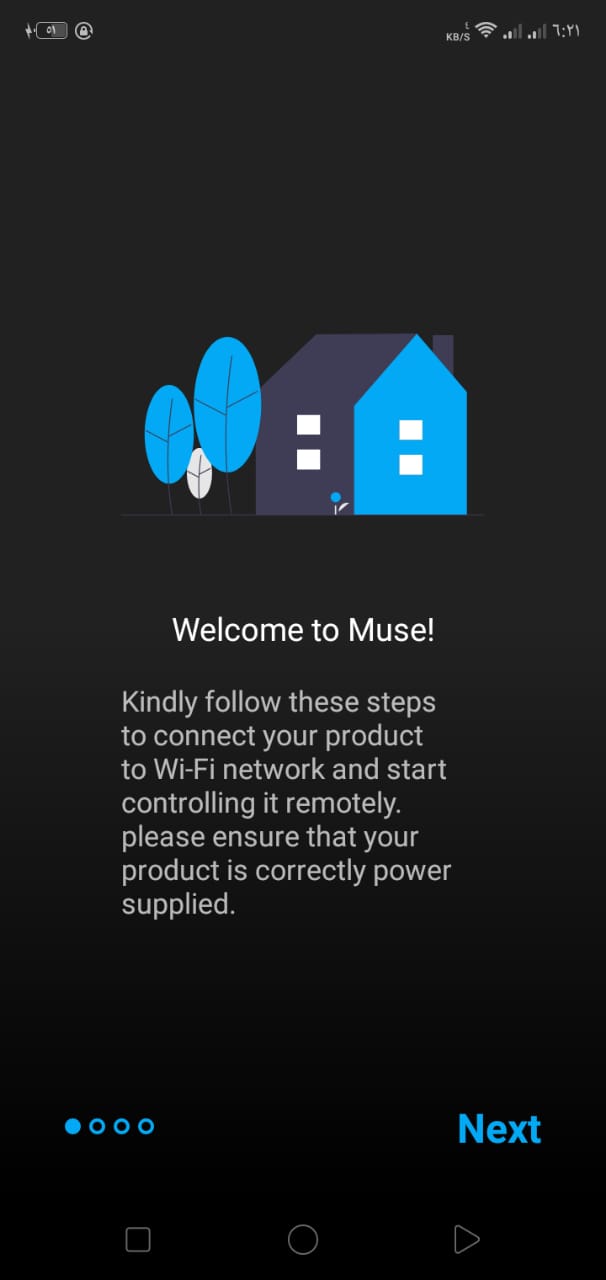 ٥١
٤
KB/S
٦:٢١
Welcome to Muse!
Kindly follow these steps
to connect your product
to Wi-Fi network and start
controlling it remotely.
please ensure that your
product is correctly power
supplied.
Next